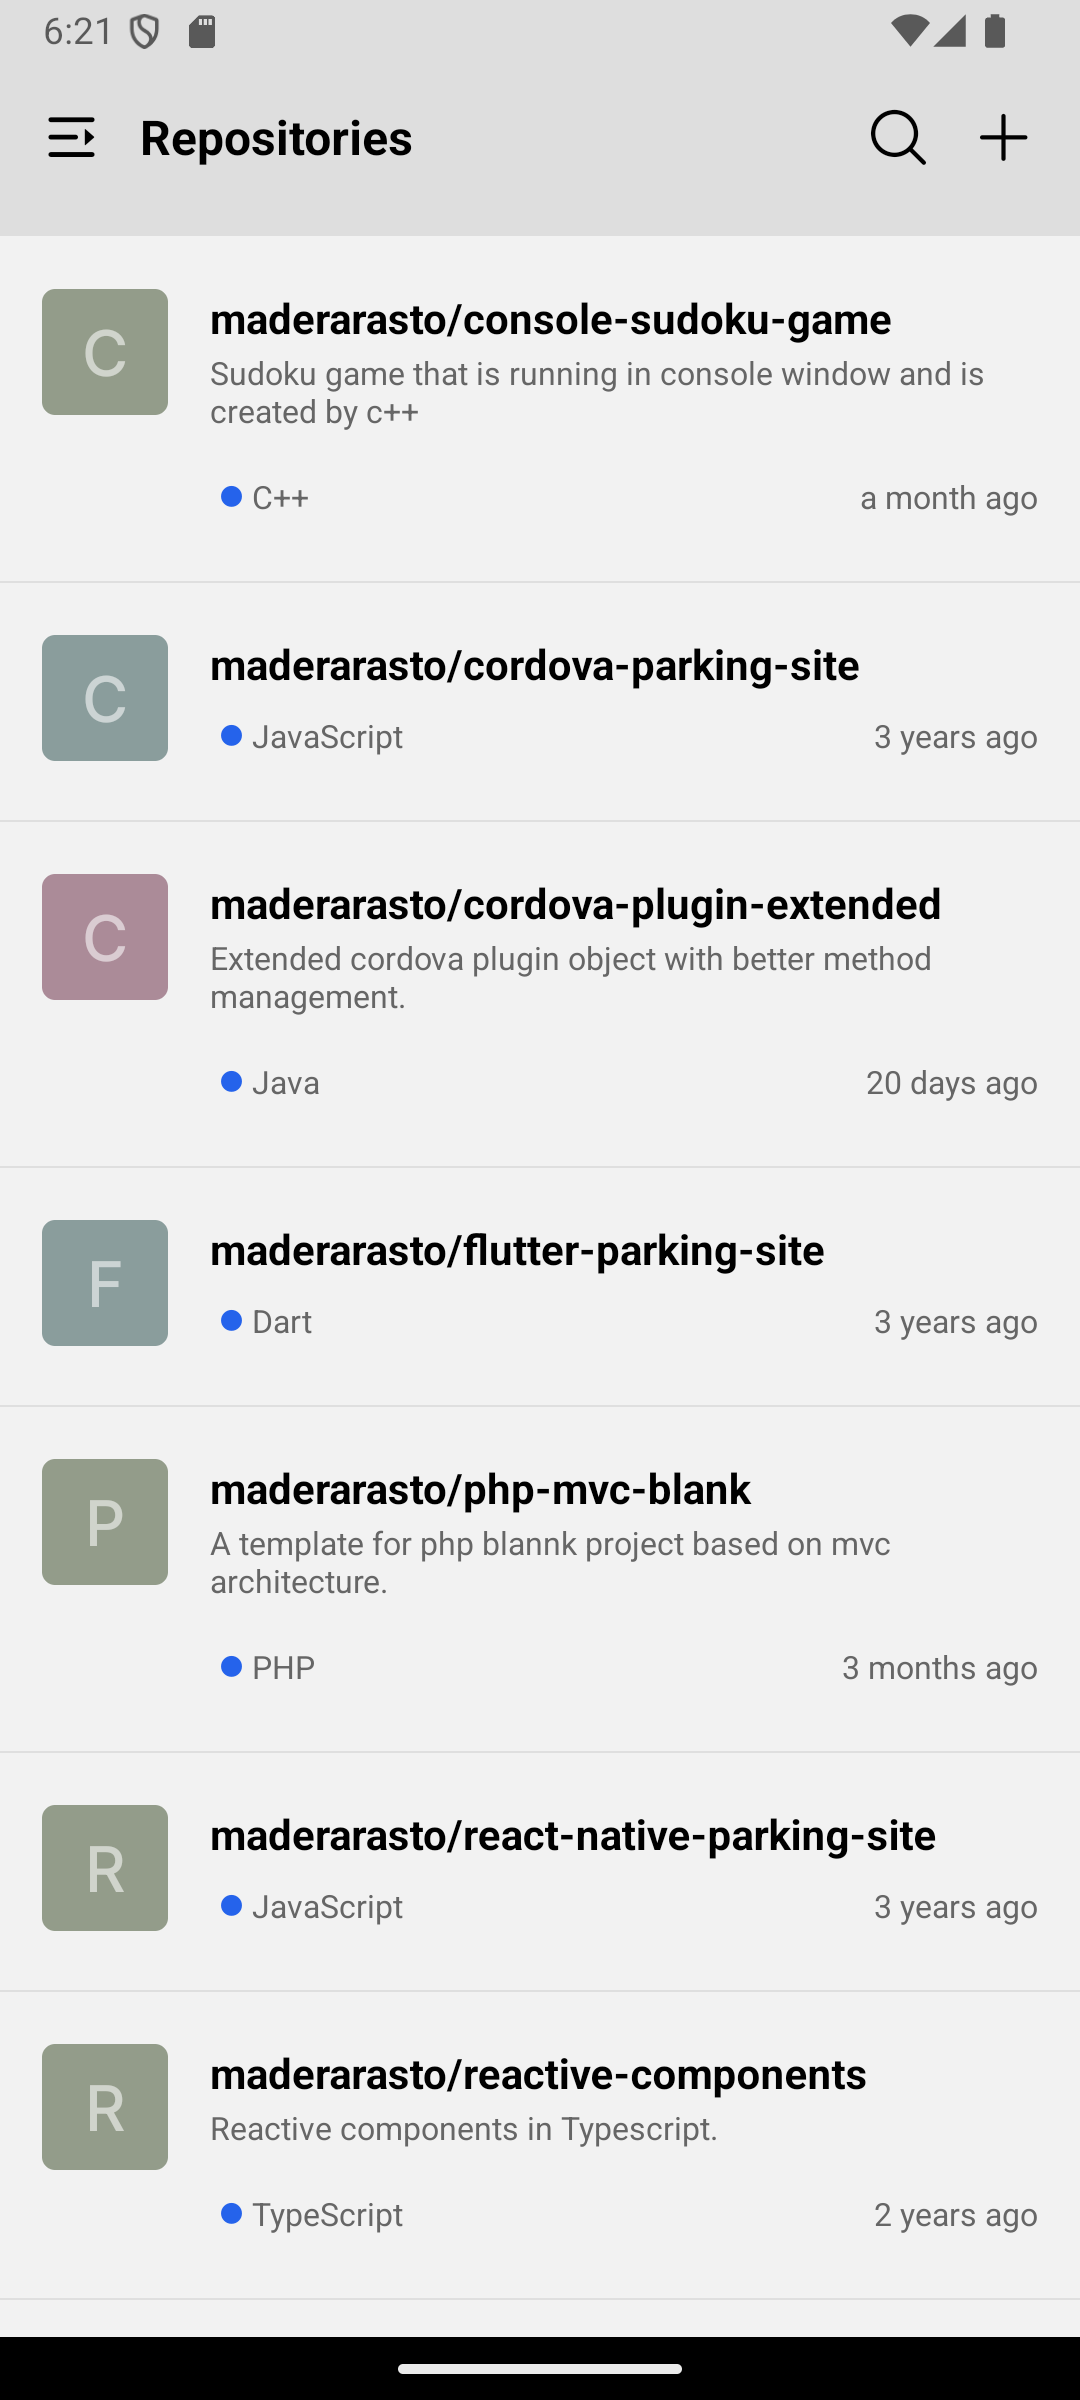 6:21
Repositories
C
maderarasto/console-sudoku-game
Sudoku game that is running in console window and is
created by c++
C++
a month ago
C
maderarasto/cordova-parking-site
JavaScript
3 years ago
C
maderarasto/cordova-plugin-extended
Extended cordova plugin object with better method
management.
Java
20 days ago
F
maderarasto/flutter-parking-site
Dart
3 years ago
P
maderarasto/php-mvc-blank
A template for php blannk project based on mvc
architecture.
PHP
3 months ago
R
maderarasto/react-native-parking-site
JavaScript
3 years ago
R
maderarasto/reactive-components
Reactive components in Typescript.
TypeScript
2 years ago